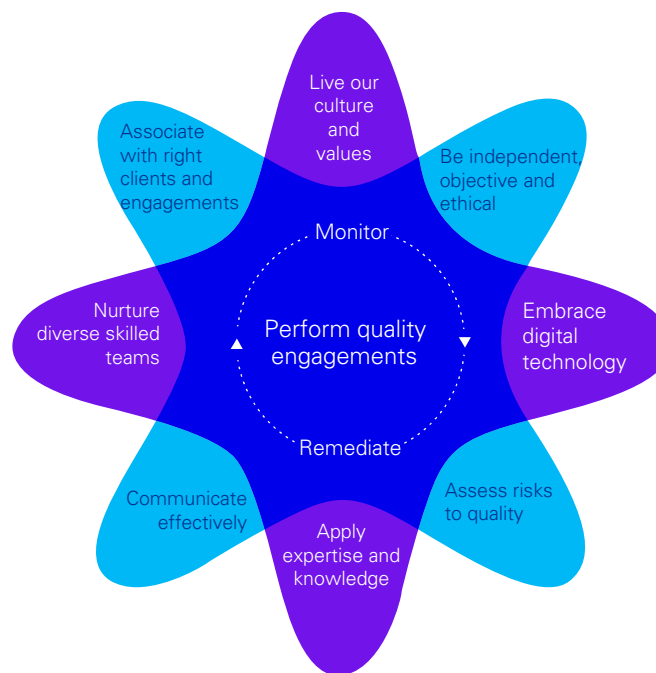 Live our
culture
and
values
Associate
with right
clients and
engagements
Be independent,
objective and
ethical
Monitor
Nurture
diverse skilled
teams
Perform quality
engagements
Embrace
digital
technology
Remediate
Communicate
effectively
Assess risks
to quality
Apply
expertise and
knowledge